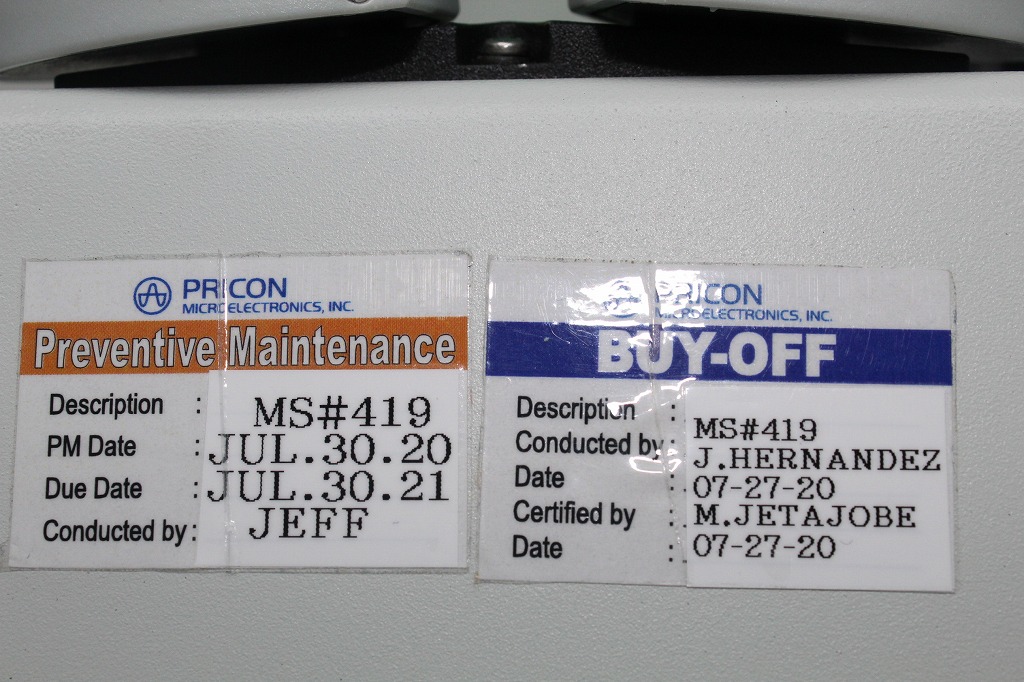 PRICON
MICROELECTRONICS, INC.
Preventive Maintenance
Description : MS#419
PM Date : JUL.30.20
Due Date : JUL.30.21
Conducted by : JEFF
PRICON
MICROELECTRONICS, INC.
BUY-OFF
Description : MS#419
Conducted by : J.HERNANDEZ
Date : 07-27-20
Certified by : M.JETAJOBE
Date : 07-27-20